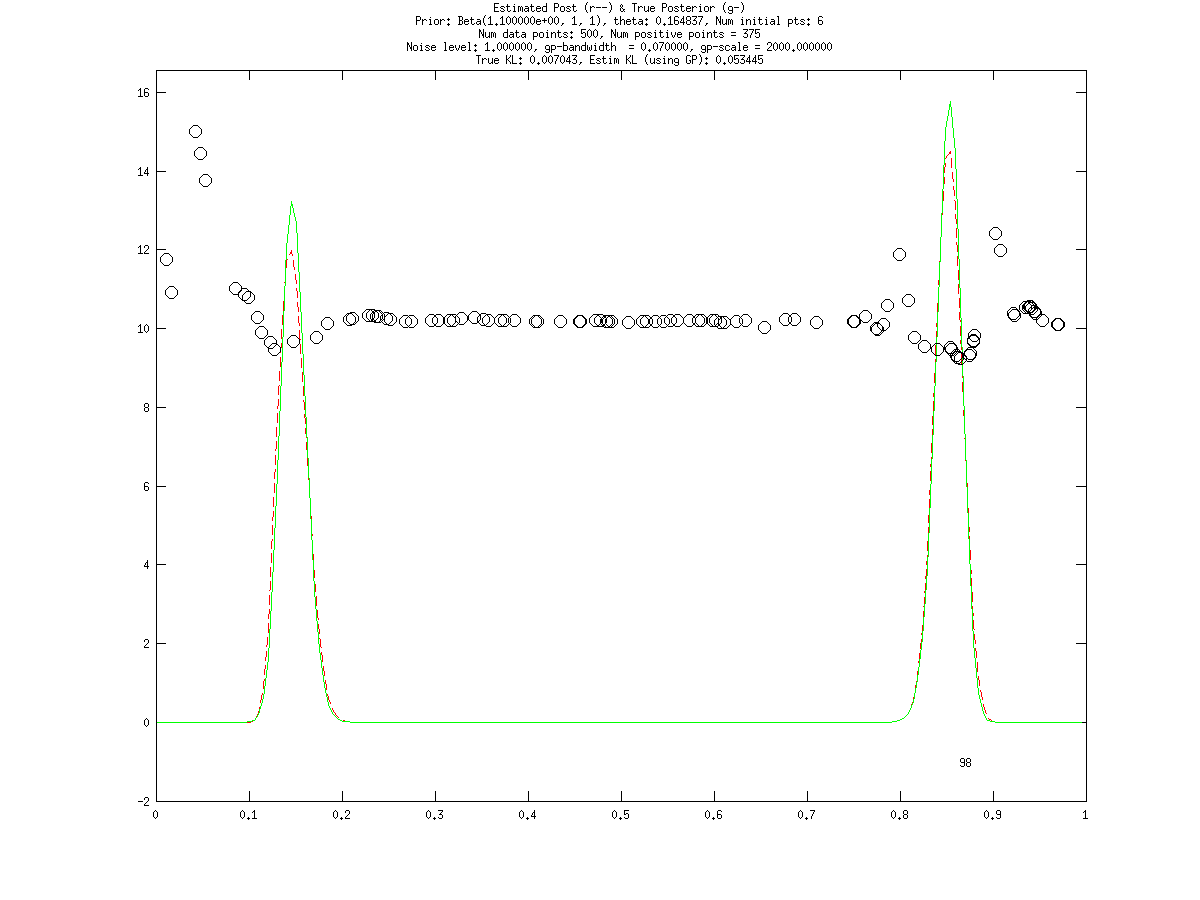 Estimated Post (r--) & True Posterior (g-)
Prior: Beta(1.100000e+00, 1, 1), theta: 0.164837, Num initial pts: 6
Num data points: 500, Num positive points = 375
Noise level: 1.000000, gp-bandwidth  = 0.070000, gp-scale = 2000.000000
True KL: 0.007043, Estim KL (using GP): 0.053445
16
14
12
10
8
6
4
2
0
98
-2
0 0.1 0.2 0.3 0.4 0.5 0.6 0.7 0.8 0.9 1